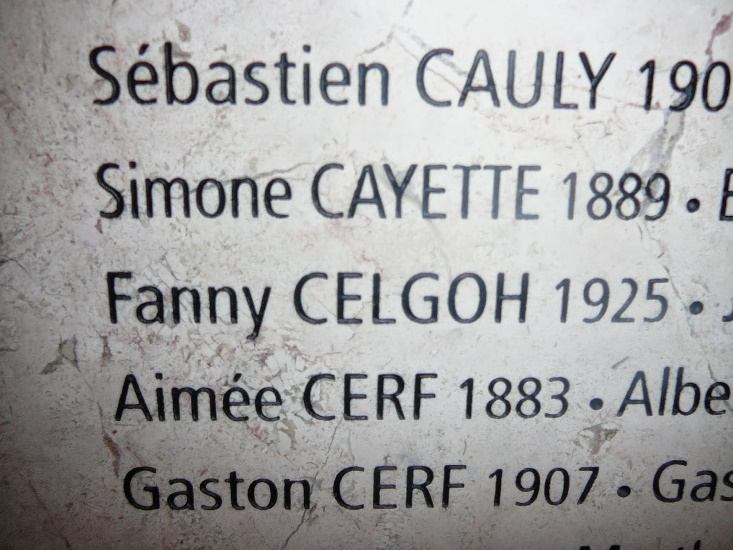 Sébastien CAULY 190
Simone CAYETTE 1889 •
Fanny CELGOH 1925 •
Aimée CERF 1883 • Albe
Gaston CERF 1907 • Gas